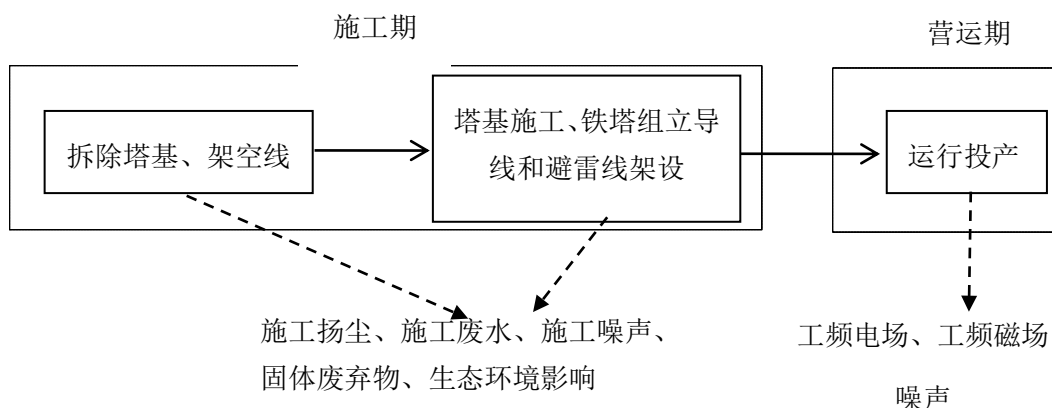 施工期
营运期
拆除塔基、架空线
塔基施工、铁塔组立导
线和避雷线架设
运行投产
施工扬尘、施工废水、施工噪声、
固体废弃物、生态环境影响
工频电场、工频磁场
噪声